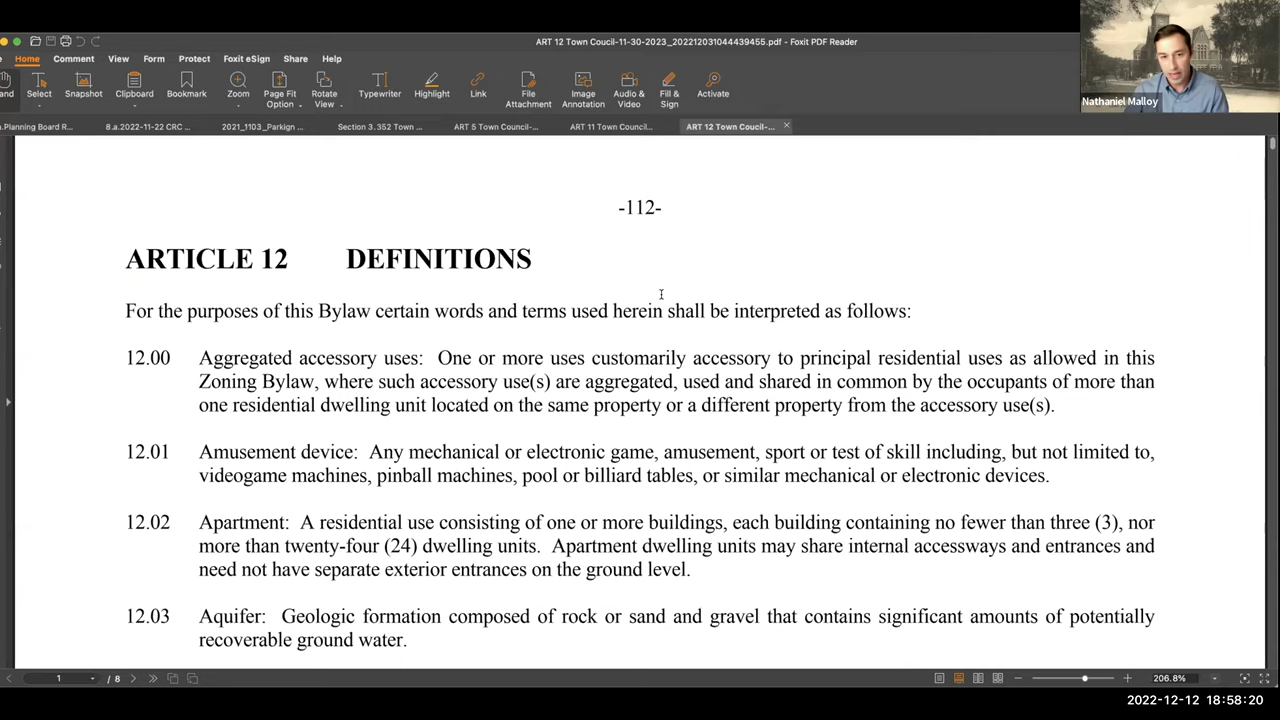 ART 12 Town Coucil-11-30-2023_202212031044439455.pdf - Foxit PDF Reader
Home Comment View Form Protect Foxit eSign Share Help
and Select Snapshot Clipboard Bookmark Zoom Page Fit Option Rotate View Typewriter Highlight Link File Attachment Image Annotation Audio & Video Fill & Sign Activate
Nathaniel Malloy
a.Planning Board R... 8.a.2022-11-22 CRC ... 2021_1103_Parkign ... Section 3.352 Town ... ART 5 Town Council-... ART 11 Town Council... ART 12 Town Coucil-...
-112-
ARTICLE 12 DEFINITIONS
For the purposes of this Bylaw certain words and terms used herein shall be interpreted as follows:
12.00 Aggregated accessory uses: One or more uses customarily accessory to principal residential uses as allowed in this
Zoning Bylaw, where such accessory use(s) are aggregated, used and shared in common by the occupants of more than
one residential dwelling unit located on the same property or a different property from the accessory use(s).
12.01 Amusement device: Any mechanical or electronic game, amusement, sport or test of skill including, but not limited to,
videogame machines, pinball machines, pool or billiard tables, or similar mechanical or electronic devices.
12.02 Apartment: A residential use consisting of one or more buildings, each building containing no fewer than three (3), nor
more than twenty-four (24) dwelling units. Apartment dwelling units may share internal accessways and entrances and
need not have separate exterior entrances on the ground level.
12.03 Aquifer: Geologic formation composed of rock or sand and gravel that contains significant amounts of potentially
recoverable ground water.
1 / 8 206.8%
2022-12-12 18:58:20